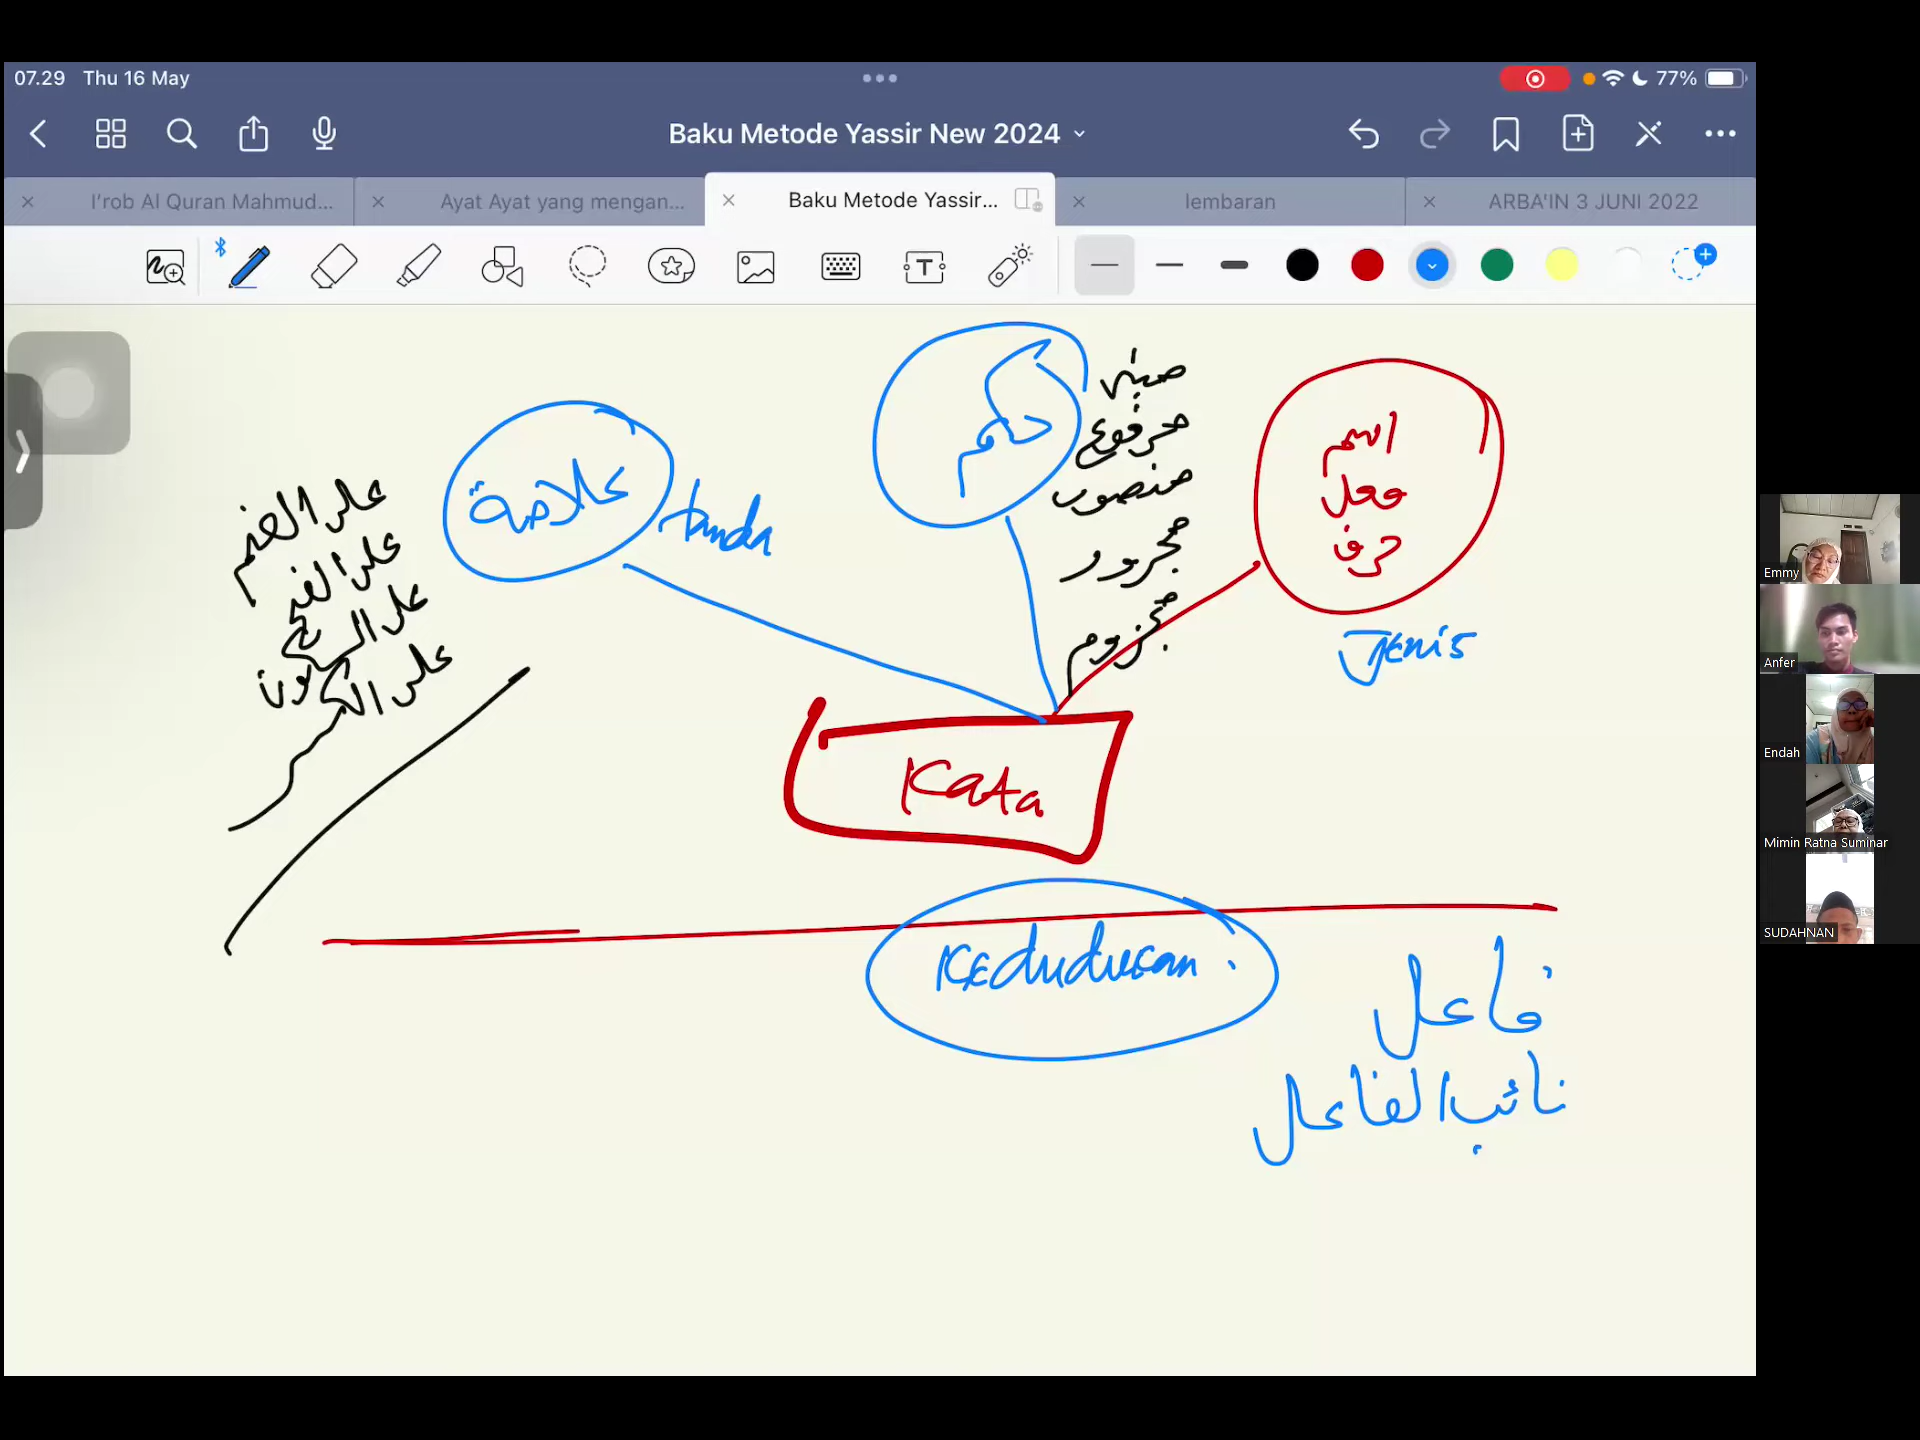 07.29 Thu 16 May
77%
Baku Metode Yassir New 2024
I'rob Al Quran Mahmud...
Ayat Ayat yang mengan...
Baku Metode Yassir...
lembaran
ARBA'IN 3 JUNI 2022
حكم
مبني
مرفوع
منصوب
مجرور
مجزوم
اسم
فعل
حرف
Jenis
علامة
tanda
على الضم
على الفتح
على السكون
على
Kata
Kedudukan
فاعل
نائب الفاعل
Emmy
Anfer
Endah
Mimin Ratna Suminar
SUDAHNAN